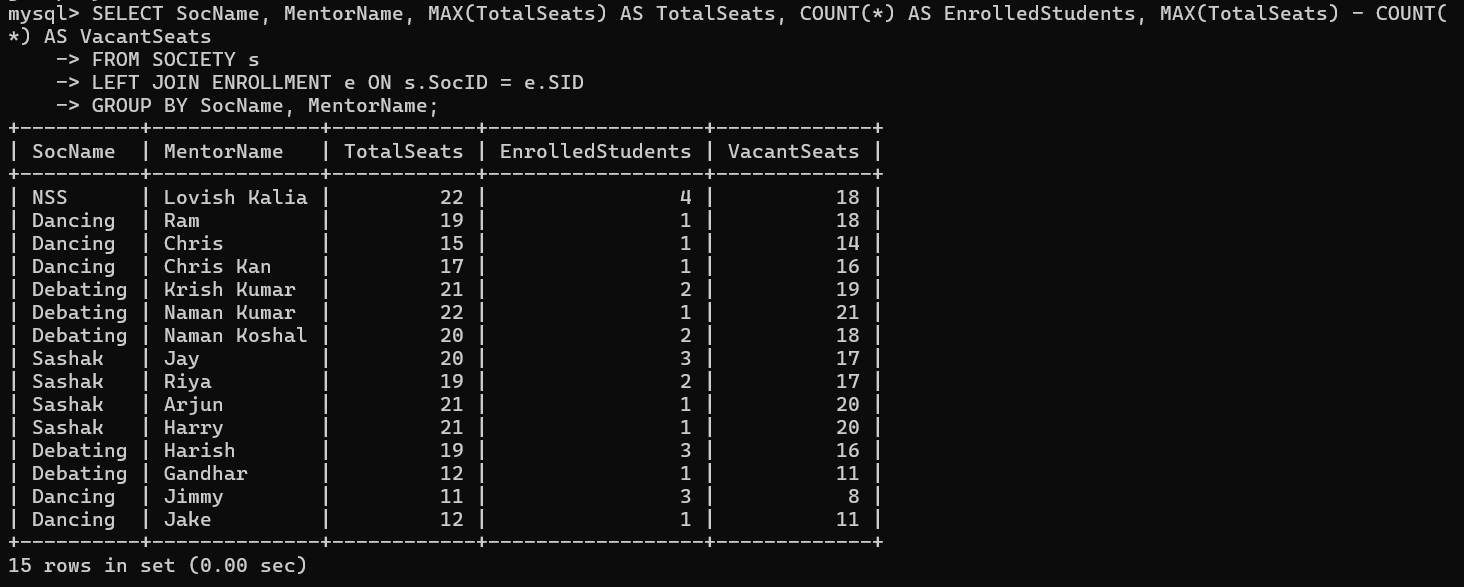 mysql> SELECT SocName, MentorName, MAX(TotalSeats) AS TotalSeats, COUNT(*) AS EnrolledStudents, MAX(TotalSeats) - COUNT(
*) AS VacantSeats
    -> FROM SOCIETY s
    -> LEFT JOIN ENROLLMENT e ON s.SocID = e.SID
    -> GROUP BY SocName, MentorName;
+----------+--------------+------------+------------------+-------------+
| SocName  | MentorName   | TotalSeats | EnrolledStudents | VacantSeats |
+----------+--------------+------------+------------------+-------------+
| NSS      | Lovish Kalia |         22 |                4 |          18 |
| Dancing  | Ram          |         19 |                1 |          18 |
| Dancing  | Chris        |         15 |                1 |          14 |
| Dancing  | Chris Kan    |         17 |                1 |          16 |
| Debating | Krish Kumar  |         21 |                2 |          19 |
| Debating | Naman Kumar  |         22 |                1 |          21 |
| Debating | Naman Koshal |         20 |                2 |          18 |
| Sashak   | Jay          |         20 |                3 |          17 |
| Sashak   | Riya         |         19 |                2 |          17 |
| Sashak   | Arjun        |         21 |                1 |          20 |
| Sashak   | Harry        |         21 |                1 |          20 |
| Debating | Harish       |         19 |                3 |          16 |
| Debating | Gandhar      |         12 |                1 |          11 |
| Dancing  | Jimmy        |         11 |                3 |           8 |
| Dancing  | Jake         |         12 |                1 |          11 |
+----------+--------------+------------+------------------+-------------+
15 rows in set (0.00 sec)